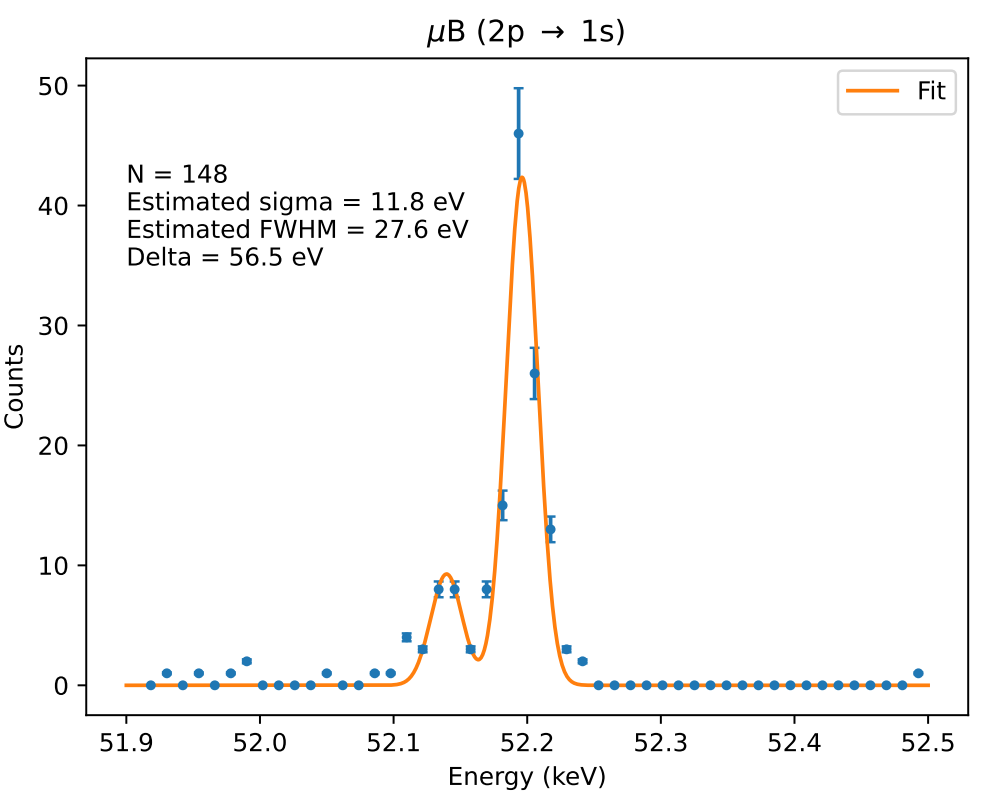 μB (2p → 1s)
Fit
N = 148
Estimated sigma = 11.8 eV
Estimated FWHM = 27.6 eV
Delta = 56.5 eV
50
40
30
20
10
0
Counts
51.9 52.0 52.1 52.2 52.3 52.4 52.5
Energy (keV)